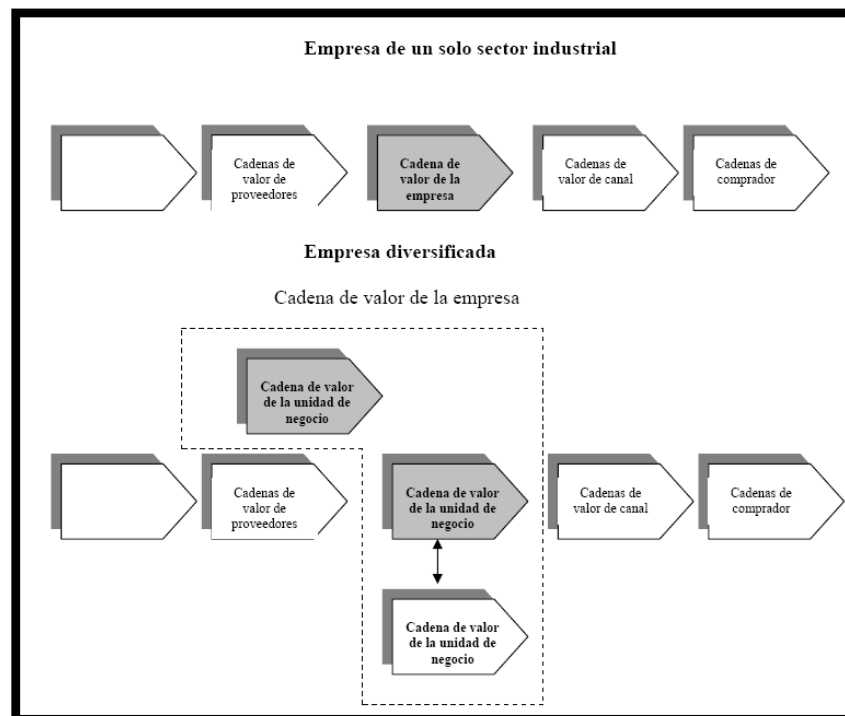 Empresa de un solo sector industrial
Cadenas de
valor de
proveedores
Cadena de
valor de la
empresa
Cadenas de
valor de canal
Cadenas de
comprador
Empresa diversificada
Cadena de valor de la empresa
Cadena de valor
de la unidad de
negocio
Cadenas de
valor de
proveedores
Cadena de valor
de la unidad de
negocio
Cadenas de
valor de canal
Cadenas de
comprador
Cadena de valor
de la unidad de
negocio